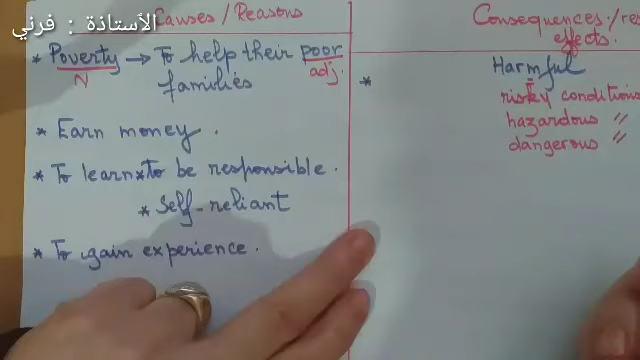 الأستاذة : فرني
Causes / Reasons
* Poverty → To help their poor
N
adj.
families
* Earn money .
* To learn * To be responsible .
* Self-reliant
* To gain experience .
Consequences /
effects.
* Harmful
risky conditions
hazardous "
dangerous "